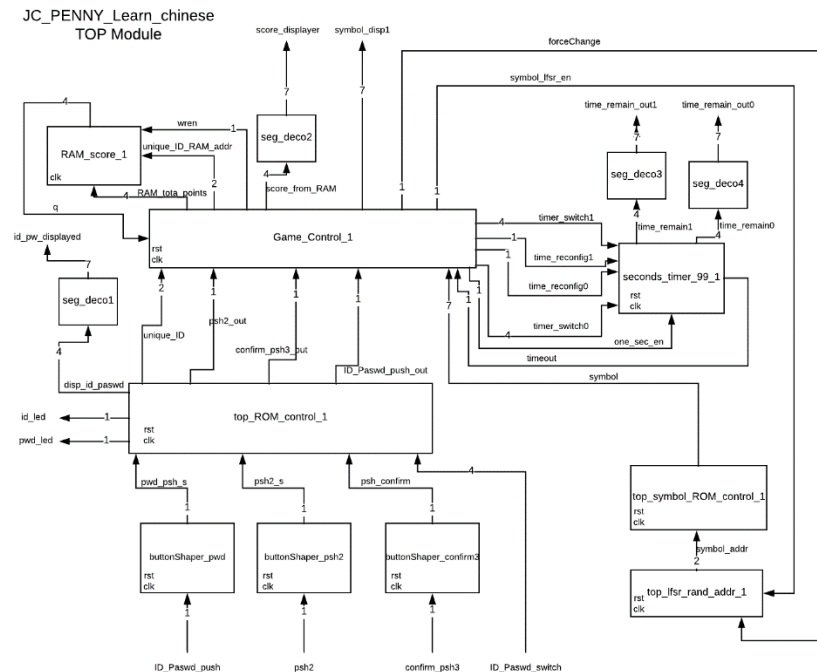 JC_PENNY_Learn_chinese
TOP Module
score_displayer
symbol_disp1
forceChange
symbol_lfsr_en
time_remain_out1
time_remain_out0
4
7
7
wren
1
seg_deco2
7
7
RAM_score_1
clk
unique_ID_RAM_addr
seg_deco3
seg_deco4
4
2
score_from_RAM
1
1
RAM_tota_points
4
q
4
time_remain1
4
time_remain0
id_pw_displayed
Game_Control_1
rst
clk
4
timer_switch1
1
time_reconfig1
1
time_reconfig0
seconds_timer_99_1
rst
clk
7
seg_deco1
2
1
1
1
7
1
1
4
timer_switch0
unique_ID
psh2_out
confirm_psh3_out
one_sec_en
timeout
4
ID_Paswd_push_out
symbol
disp_id_paswd
id_led
1
top_ROM_control_1
rst
clk
pwd_led
1
pwd_psh_s
psh2_s
psh_confirm
4
top_symbol_ROM_control_1
rst
clk
1
1
1
buttonShaper_pwd
rst
clk
buttonShaper_psh2
rst
clk
buttonShaper_confirm3
rst
clk
symbol_addr
2
top_lfsr_rand_addr_1
rst
clk
1
1
1
ID_Paswd_push
psh2
confirm_psh3
ID_Paswd_switch